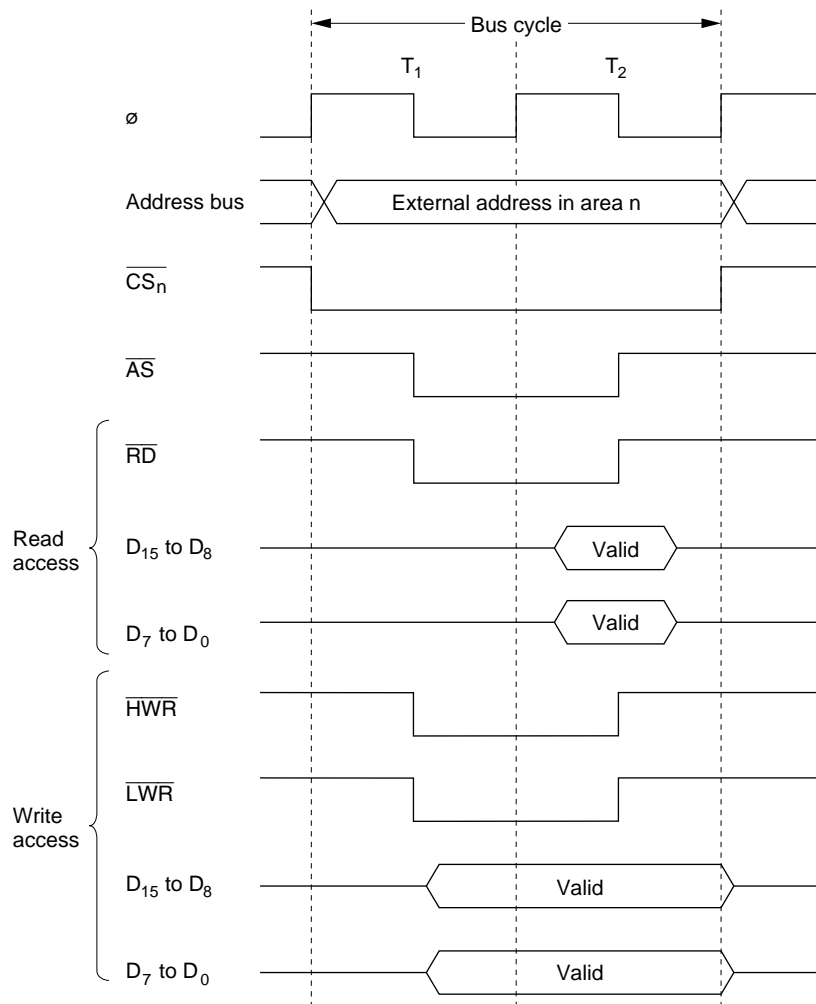 Bus cycle
T1 T2
ø
Address bus External address in area n
CSn
AS
RD
Read
access
D15 to D8 Valid
D7 to D0 Valid
HWR
LWR
Write
access
D15 to D8 Valid
D7 to D0 Valid